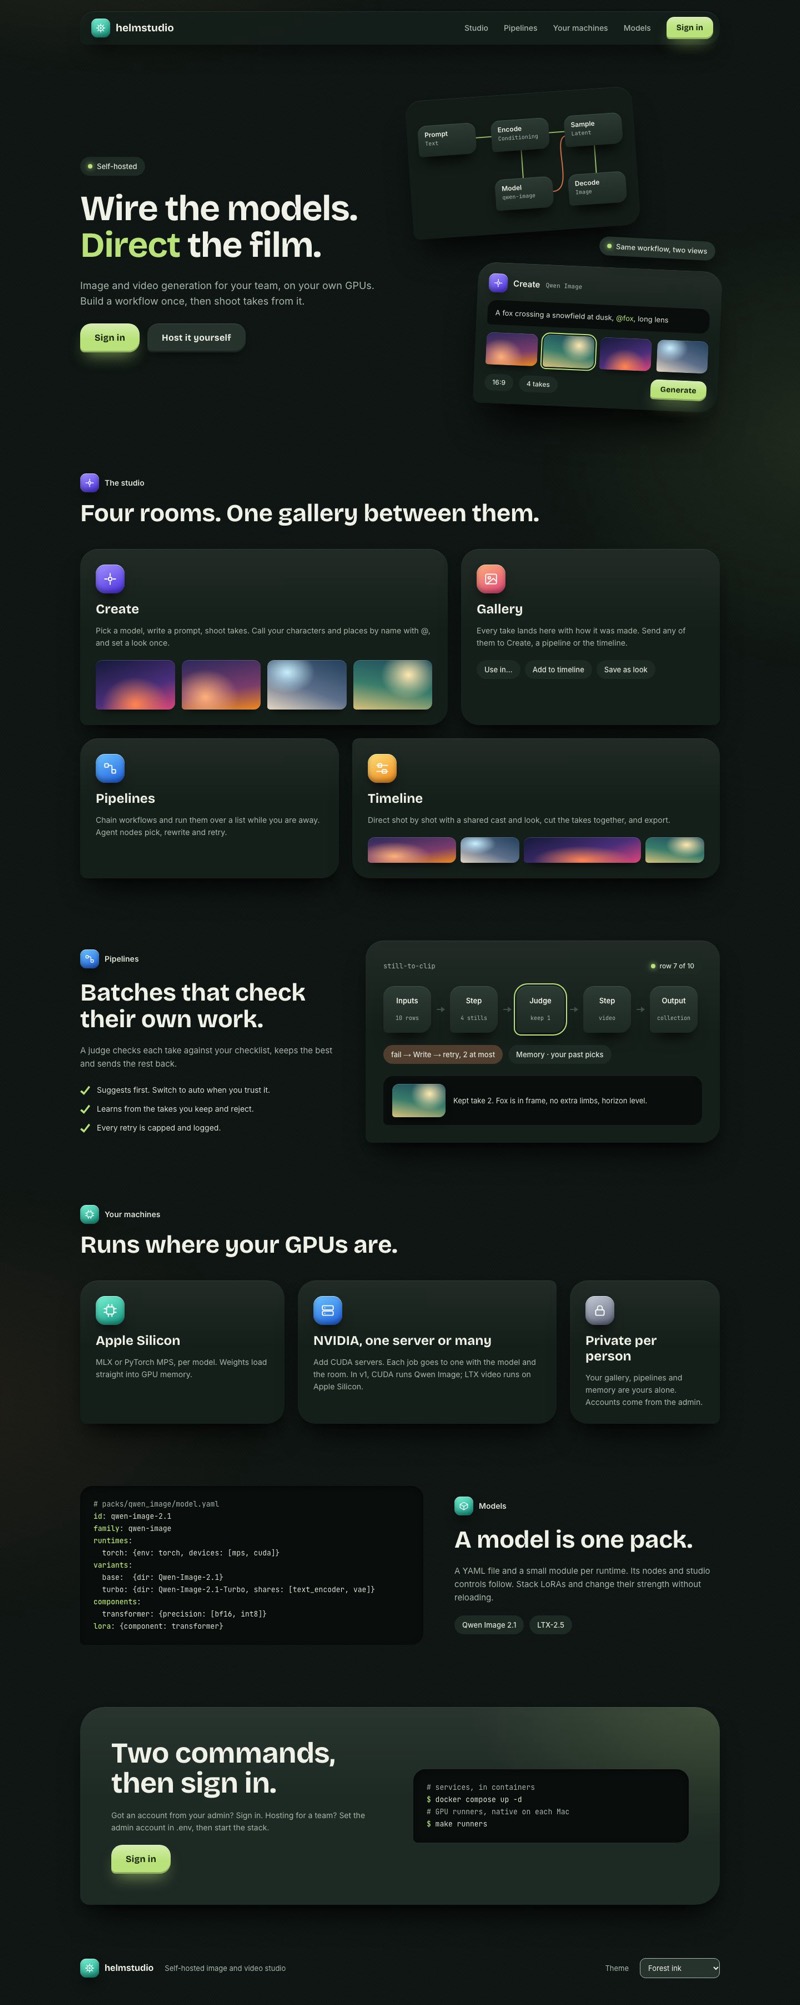 helmstudio
Studio
Pipelines
Your machines
Models
Sign in
Self-hosted
Wire the models.
Direct the film.
Image and video generation for your team, on your own GPUs.
Build a workflow once, then shoot takes from it.
Sign in
Host it yourself
Prompt
Text
Encode
Conditioning
Sample
Latent
Model
qwen-image
Decode
Image
Same workflow, two views
Create Qwen Image
A fox crossing a snowfield at dusk, @fox, long lens
16:9
4 takes
Generate
The studio
Four rooms. One gallery between them.
Create
Pick a model, write a prompt, shoot takes. Call your characters and places by name with @,
and set a look once.
Gallery
Every take lands here with how it was made. Send any of
them to Create, a pipeline or the timeline.
Use in...
Add to timeline
Save as look
Pipelines
Chain workflows and run them over a list while you are away.
Agent nodes pick, rewrite and retry.
Timeline
Direct shot by shot with a shared cast and look, cut the takes together, and export.
Pipelines
Batches that check
their own work.
A judge checks each take against your checklist, keeps the best
and sends the rest back.
Suggests first. Switch to auto when you trust it.
Learns from the takes you keep and reject.
Every retry is capped and logged.
still-to-clip
row 7 of 10
Inputs
10 rows
→
Step
4 stills
→
Judge
keep 1
→
Step
video
→
Output
collection
fail → Write → retry, 2 at most
Memory · your past picks
Kept take 2. Fox is in frame, no extra limbs, horizon level.
Your machines
Runs where your GPUs are.
Apple Silicon
MLX or PyTorch MPS, per model. Weights load
straight into GPU memory.
NVIDIA, one server or many
Add CUDA servers. Each job goes to one with the model and
the room. In v1, CUDA runs Qwen Image; LTX video runs on
Apple Silicon.
Private per
person
Your gallery, pipelines and
memory are yours alone.
Accounts come from the admin.
# packs/qwen_image/model.yaml
id: qwen-image-2.1
family: qwen-image
runtimes:
torch: {env: torch, devices: [mps, cuda]}
variants:
base: {dir: Qwen-Image-2.1}
turbo: {dir: Qwen-Image-2.1-Turbo, shares: [text_encoder, vae]}
components:
transformer: {precision: [bf16, int8]}
lora: {component: transformer}
Models
A model is one pack.
A YAML file and a small module per runtime. Its nodes and studio
controls follow. Stack LoRAs and change their strength without
reloading.
Qwen Image 2.1
LTX-2.5
Two commands,
then sign in.
Got an account from your admin? Sign in. Hosting for a team? Set the
admin account in .env, then start the stack.
Sign in
# services, in containers
$ docker compose up -d
# GPU runners, native on each Mac
$ make runners
helmstudio
Self-hosted image and video studio
Theme
Forest ink